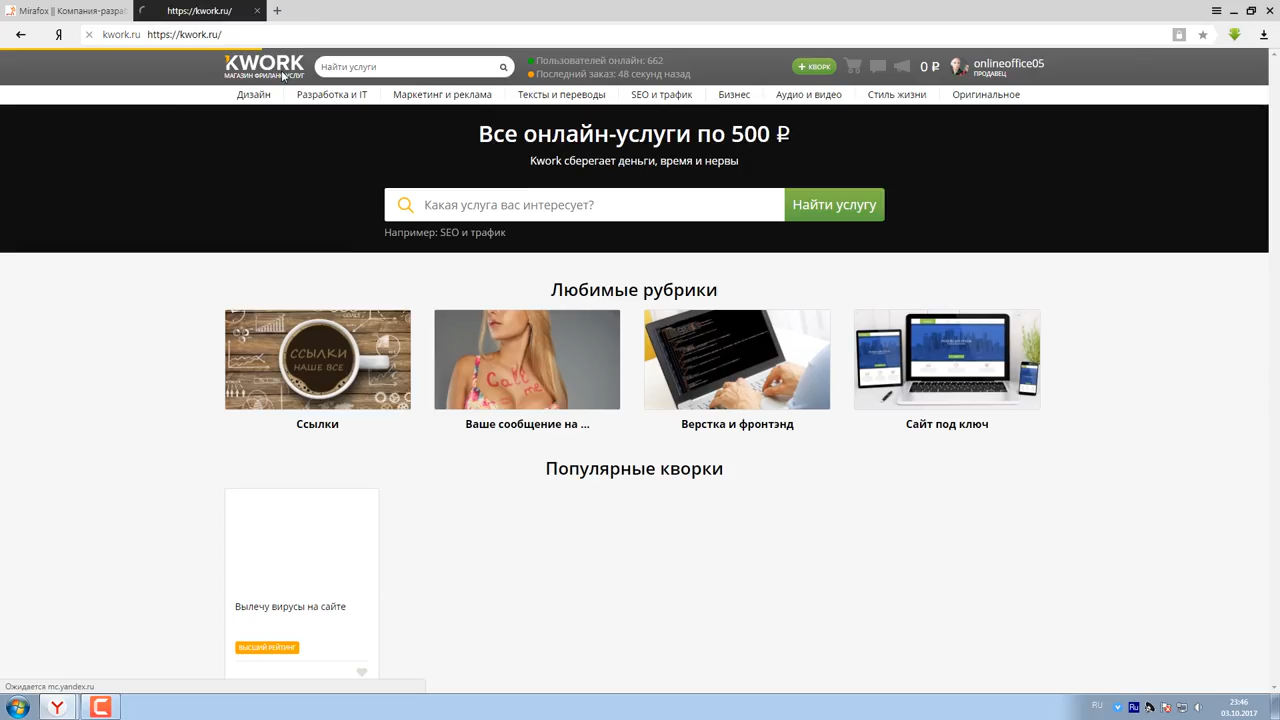 Mirafox || Компания-разра
https://kwork.ru/
kwork.ru https://kwork.ru/
KWORK
МАГАЗИН ФРИЛАНС-УСЛУГ
Найти услуги
Пользователей онлайн: 662
Последний заказ: 48 секунд назад
+ КВОРК
0 ₽
onlineoffice05
ПРОДАВЕЦ
Дизайн
Разработка и IT
Маркетинг и реклама
Тексты и переводы
SEO и трафик
Бизнес
Аудио и видео
Стиль жизни
Оригинальное
Все онлайн-услуги по 500 ₽
Kwork сберегает деньги, время и нервы
Какая услуга вас интересует?
Найти услугу
Например: SEO и трафик
Любимые рубрики
ССЫЛКИ
НАШЕ ВСЕ
Call
me
Ссылки
Ваше сообщение на ...
Верстка и фронтэнд
Сайт под ключ
Популярные кворки
Вылечу вирусы на сайте
ВЫСШИЙ РЕЙТИНГ
Ожидается mc.yandex.ru
RU
Ru
23:46
03.10.2017